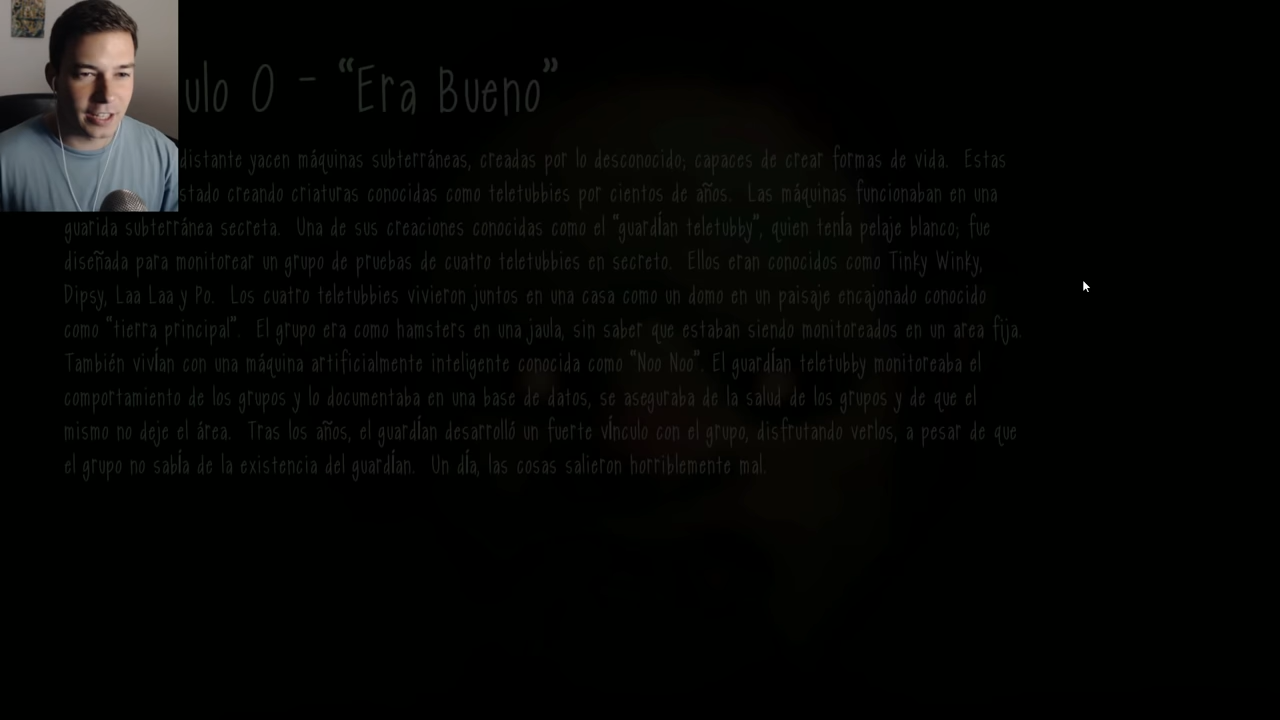 ulo 0 - "Era Bueno"
distante yacen máquinas subterráneas, creadas por lo desconocido; capaces de crear formas de vida. Estas
stado creando criaturas conocidas como teletubbies por cientos de años. Las máquinas funcionaban en una
guarida subterránea secreta. Una de sus creaciones conocidas como el "guardían teletubby", quien tenía pelaje blanco; fue
diseñada para monitorear un grupo de pruebas de cuatro teletubbies en secreto. Ellos eran conocidos como Tinky Winky,
Dipsy, Laa Laa y Po. Los cuatro teletubbies vivieron juntos en una casa como un domo en un paisaje encajonado conocido
como "tierra principal". El grupo era como hamsters en una jaula, sin saber que estaban siendo monitoreados en un area fija.
También vivían con una máquina artificialmente inteligente conocida como "Noo Noo". El guardían teletubby monitoreaba el
comportamiento de los grupos y lo documentaba en una base de datos, se aseguraba de la salud de los grupos y de que el
mismo no deje el área. Tras los años, el guardían desarrolló un fuerte vínculo con el grupo, disfrutando verlos, a pesar de que
el grupo no sabía de la existencia del guardían. Un día, las cosas salieron horriblemente mal.